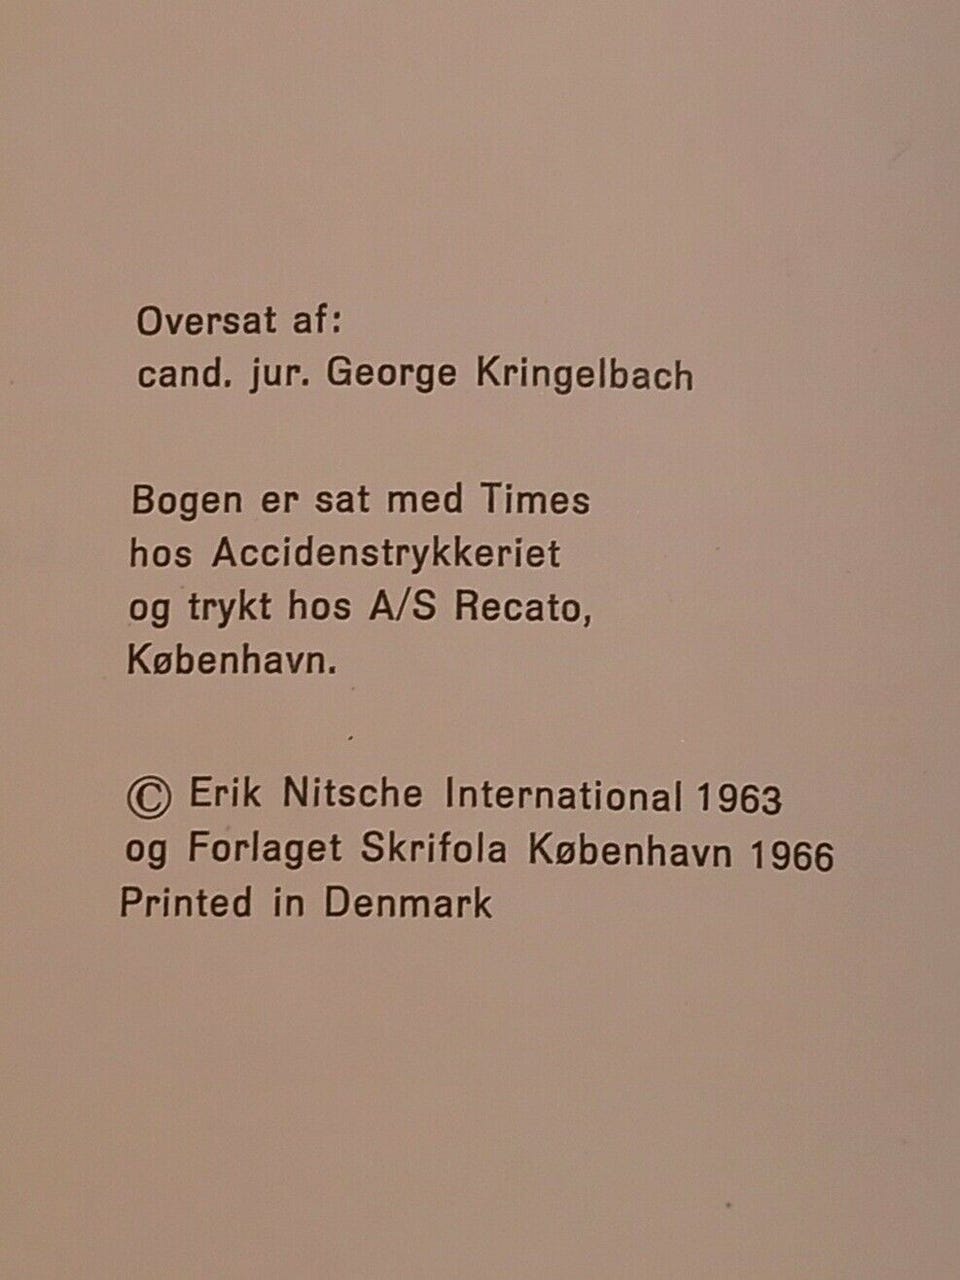 Oversat af:
cand. jur. George Kringelbach
Bogen er sat med Times
hos Accidenstrykkeriet
og trykt hos A/S Recato,
København.
© Erik Nitsche International 1963
og Forlaget Skrifola København 1966
Printed in Denmark